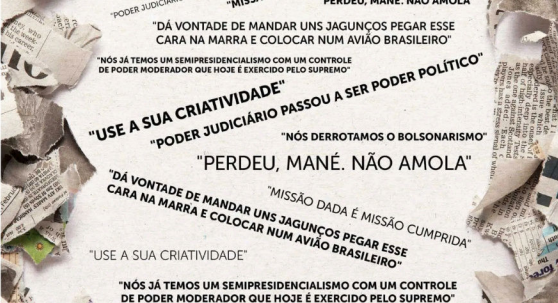 "PODER JUDICIÁRIO
"MISSÃ
PERDEU, MANÉ. NÃO AMOLA"
"DÁ VONTADE DE MANDAR UNS JAGUNÇOS PEGAR ESSE
CARA NA MARRA E COLOCAR NUM AVIÃO BRASILEIRO"
"NÓS JÁ TEMOS UM SEMIPRESIDENCIALISMO COM UM CONTROLE
DE PODER MODERADOR QUE HOJE É EXERCIDO PELO SUPREMO"
"USE A SUA CRIATIVIDADE"
"PODER JUDICIÁRIO PASSOU A SER PODER POLÍTICO"
"NÓS DERROTAMOS O BOLSONARISMO"
"PERDEU, MANÉ. NÃO AMOLA"
"MISSÃO DADA É MISSÃO CUMPRIDA"
"DÁ VONTADE DE MANDAR UNS JAGUNÇOS PEGAR ESSE
CARA NA MARRA E COLOCAR NUM AVIÃO BRASILEIRO"
"USE A SUA CRIATIVIDADE"
"NÓS JÁ TEMOS UM SEMIPRESIDENCIALISMO COM UM CONTROLE
DE PODER MODERADOR QUE HOJE É EXERCIDO PELO SUPREMO"